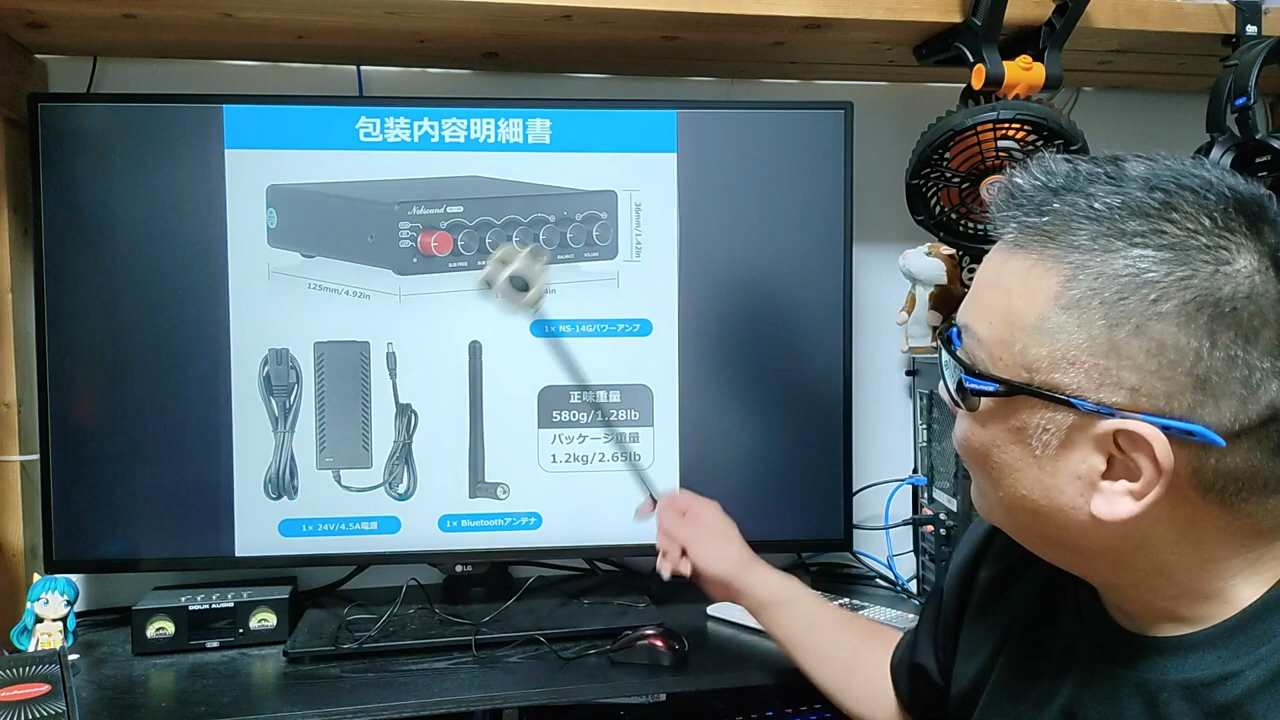 包装内容明細書
Nobsound
36mm/1.42in
SUB FREQ
BALANCE
VOLUME
125mm/4.92in
1× NS-14Gパワーアンプ
正味重量
580g/1.28lb
パッケージ重量
1.2kg/2.65lb
1× 24V/4.5A電源
1× Bluetoothアンテナ
LG
DOUK AUDIO